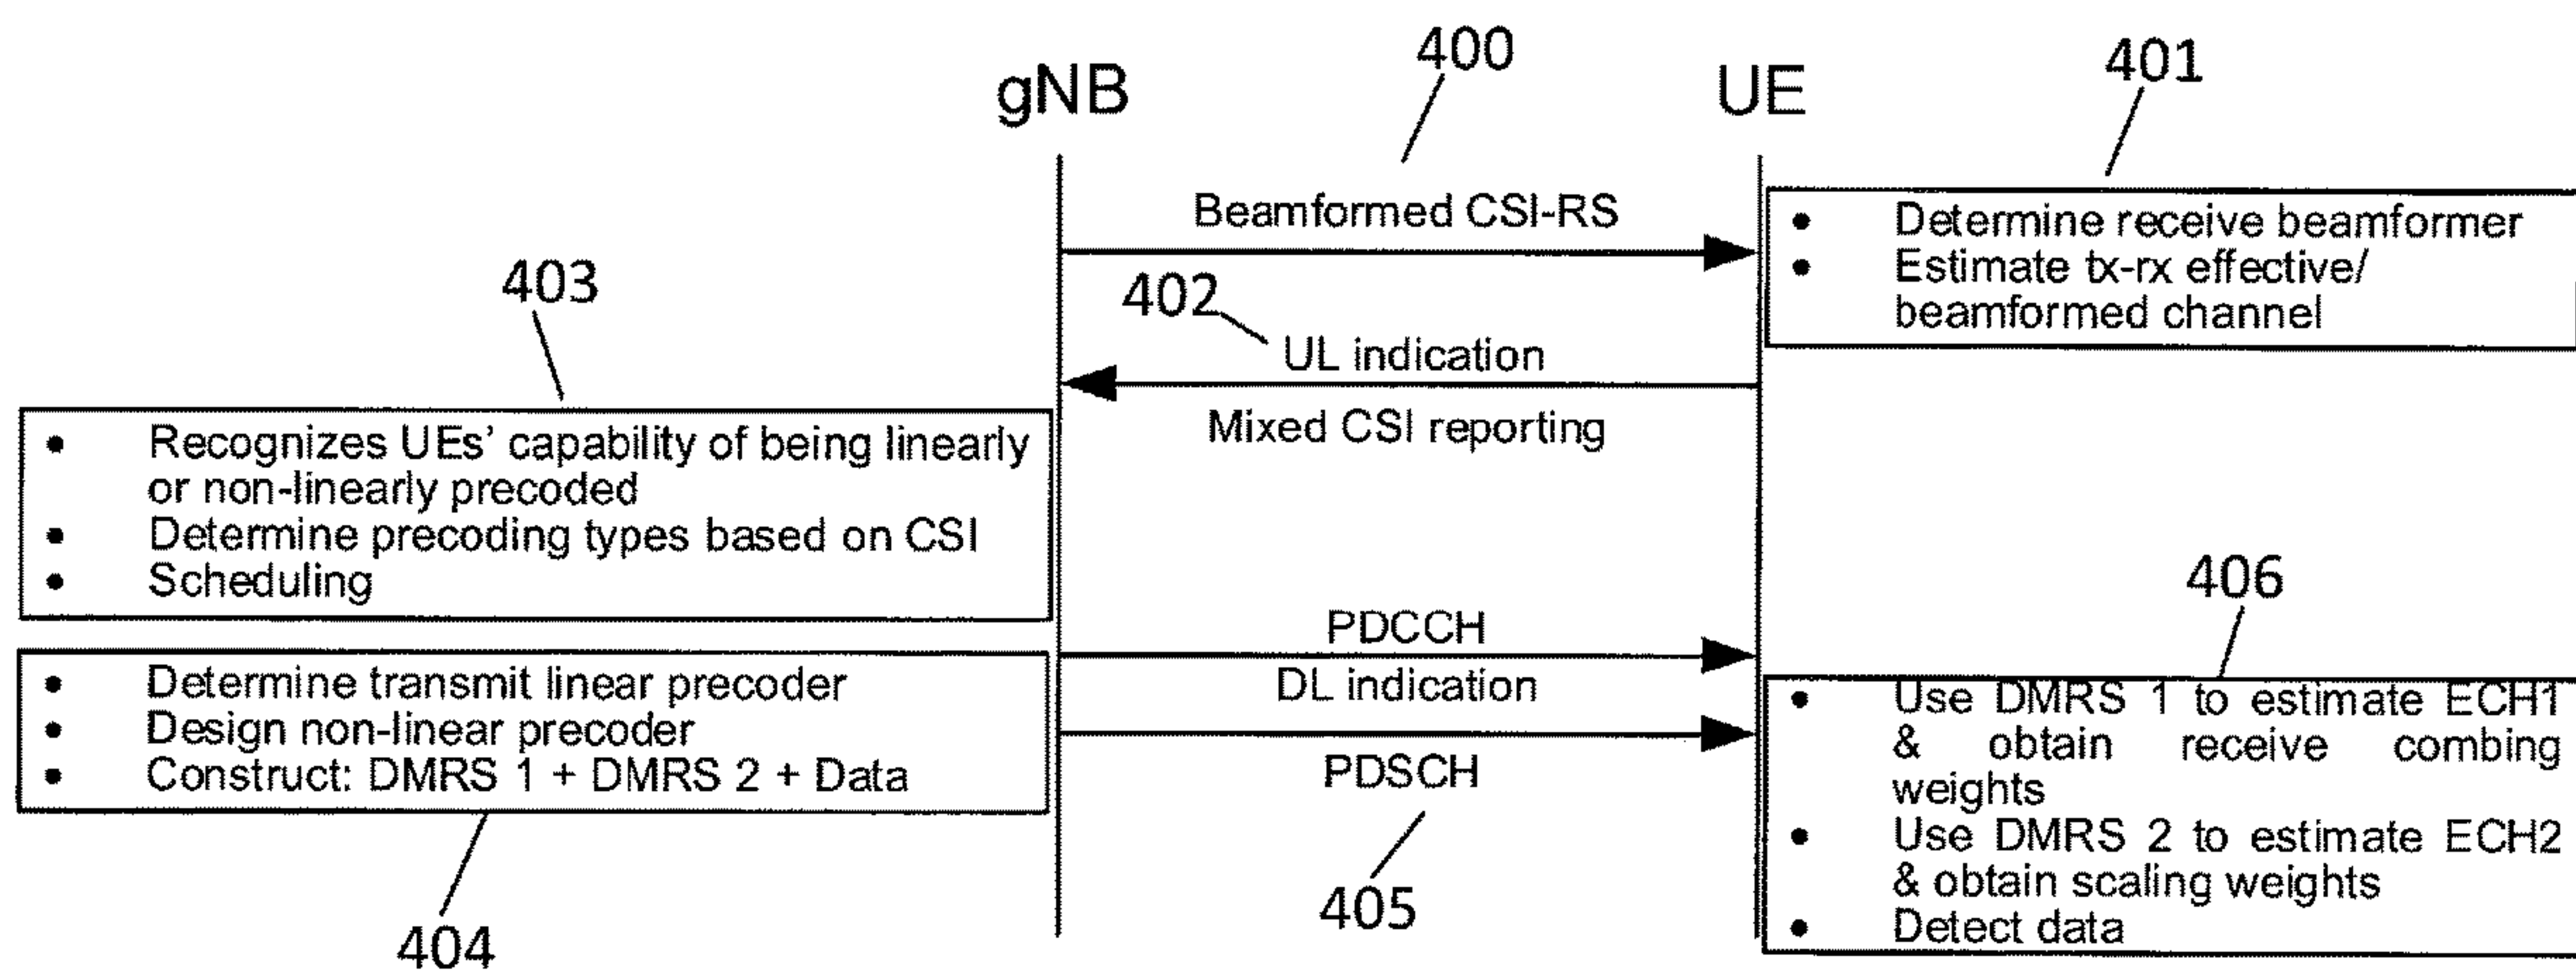 400
401
gNB
UE
Beamformed CSI-RS
• Determine receive beamformer
• Estimate tx-rx effective/
beamformed channel
403
402
UL indication
Mixed CSI reporting
• Recognizes UEs' capability of being linearly
or non-linearly precoded
• Determine precoding types based on CSI
• Scheduling
406
PDCCH
DL indication
PDSCH
• Determine transmit linear precoder
• Design non-linear precoder
• Construct: DMRS 1 + DMRS 2 + Data
• Use DMRS 1 to estimate ECH1
& obtain receive combing
weights
• Use DMRS 2 to estimate ECH2
& obtain scaling weights
• Detect data
405
404